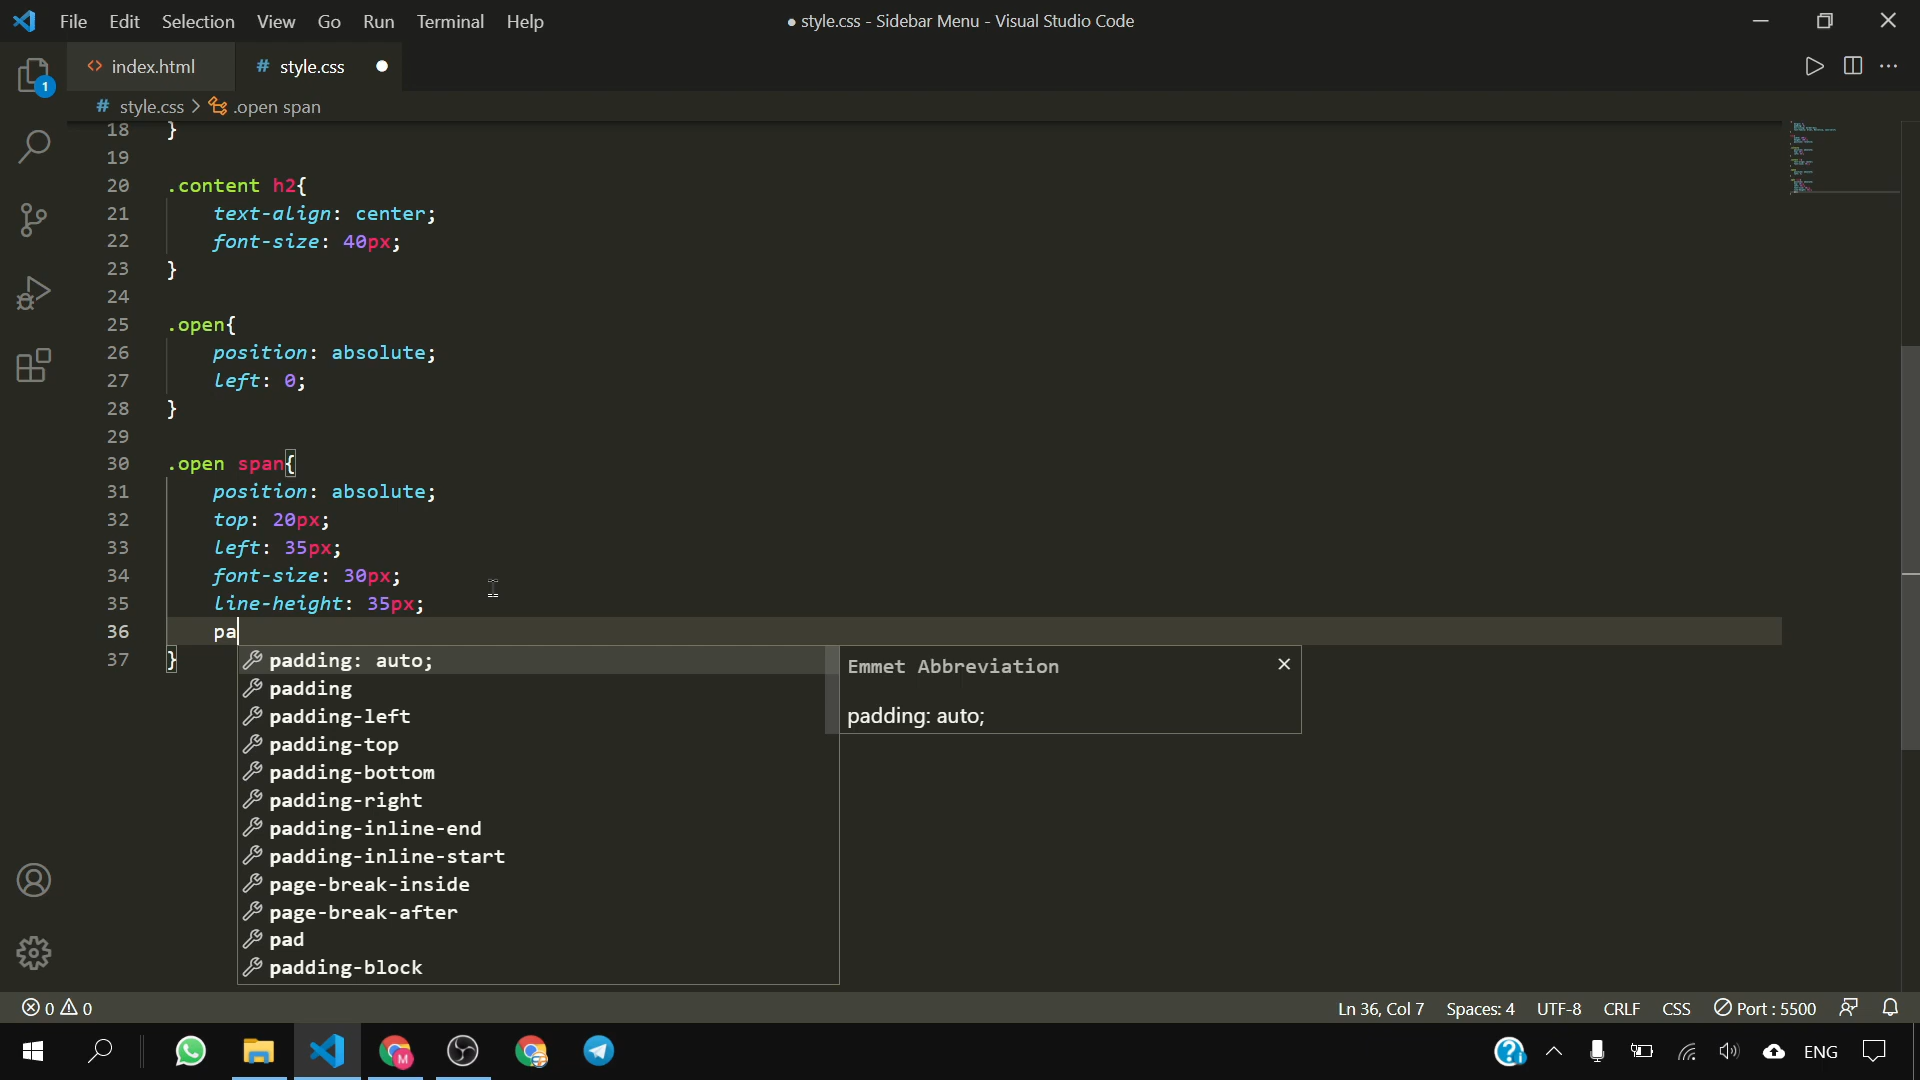 File Edit Selection View Go Run Terminal Help
● style.css - Sidebar Menu - Visual Studio Code
<> index.html
# style.css ●
# style.css > .open span
1
18 }
19
20 .content h2{
21 text-align: center;
22 font-size: 40px;
23 }
24
25 .open{
26 position: absolute;
27 left: 0;
28 }
29
30 .open span{
31 position: absolute;
32 top: 20px;
33 left: 35px;
34 font-size: 30px;
35 line-height: 35px;
36 pa
37 }
padding: auto;
padding
padding-left
padding-top
padding-bottom
padding-right
padding-inline-end
padding-inline-start
page-break-inside
page-break-after
pad
padding-block
Emmet Abbreviation
padding: auto;
0 0
Ln 36, Col 7 Spaces: 4 UTF-8 CRLF CSS Port : 5500
M
ENG